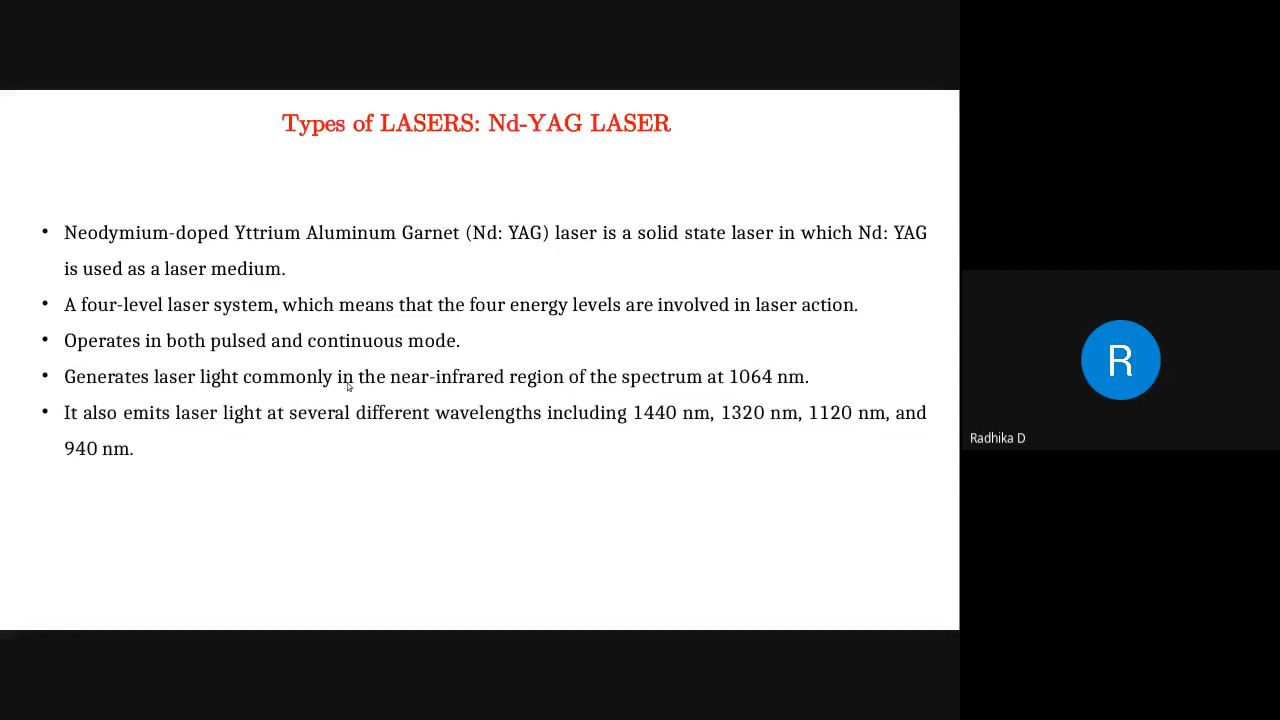 Types of LASERS: Nd-YAG LASER
• Neodymium-doped Yttrium Aluminum Garnet (Nd: YAG) laser is a solid state laser in which Nd: YAG
is used as a laser medium.
• A four-level laser system, which means that the four energy levels are involved in laser action.
• Operates in both pulsed and continuous mode.
• Generates laser light commonly in the near-infrared region of the spectrum at 1064 nm.
• It also emits laser light at several different wavelengths including 1440 nm, 1320 nm, 1120 nm, and
940 nm.
R
Radhika D